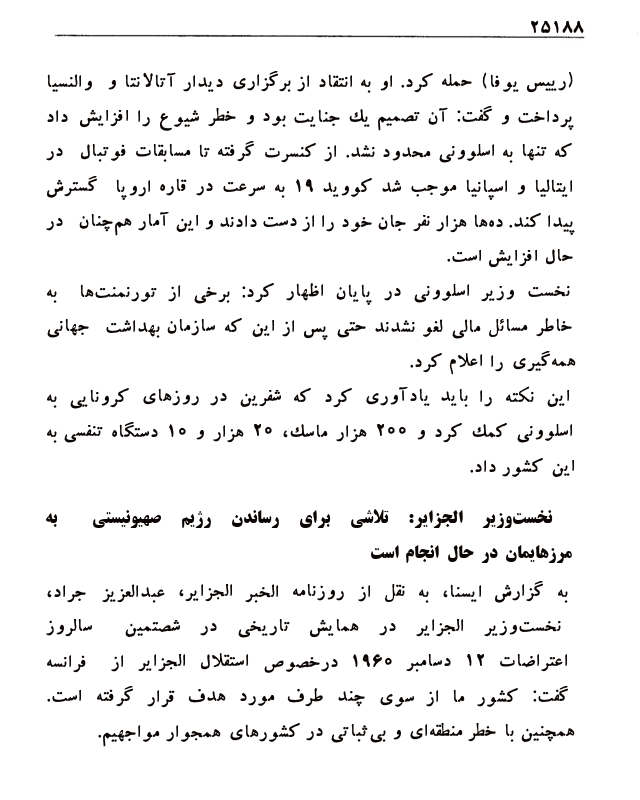 ۲۵۱۸۸
(رییس یوفا) حمله کرد. او به انتقاد از برگزاری دیدار آتالانتا و والنسیا
پرداخت و گفت: آن تصمیم یك جنایت بود و خطر شیوع را افزایش داد
که تنها به اسلوونی محدود نشد. از کنسرت گرفته تا مسابقات فوتبال در
ایتالیا و اسپانیا موجب شد کووید ۱۹ به سرعت در قاره اروپا گسترش
پیدا کند. ده‌ها هزار نفر جان خود را از دست دادند و این آمار هم‌چنان در
حال افزایش است.
نخست وزیر اسلوونی در پایان اظهار کرد: برخی از تورنمنت‌ها به
خاطر مسائل مالی لغو نشدند حتی پس از این که سازمان بهداشت جهانی
همه‌گیری را اعلام کرد.
این نکته را باید یادآوری کرد که شفرین در روزهای کرونایی به
اسلوونی کمك کرد و ۲۰۰ هزار ماسك، ۲۰ هزار و ۱۰ دستگاه تنفسی به
این کشور داد.
نخست‌وزیر الجزایر: تلاشی برای رساندن رژیم صهیونیستی به
مرزهایمان در حال انجام است
به گزارش ایسنا، به نقل از روزنامه الخبر الجزایر، عبدالعزیز جراد،
نخست‌وزیر الجزایر در همایش تاریخی در شصتمین سالروز
اعتراضات ۱۲ دسامبر ۱۹۶۰ درخصوص استقلال الجزایر از فرانسه
گفت: کشور ما از سوی چند طرف مورد هدف قرار گرفته است.
همچنین با خطر منطقه‌ای و بی‌ثباتی در کشورهای همجوار مواجهیم.